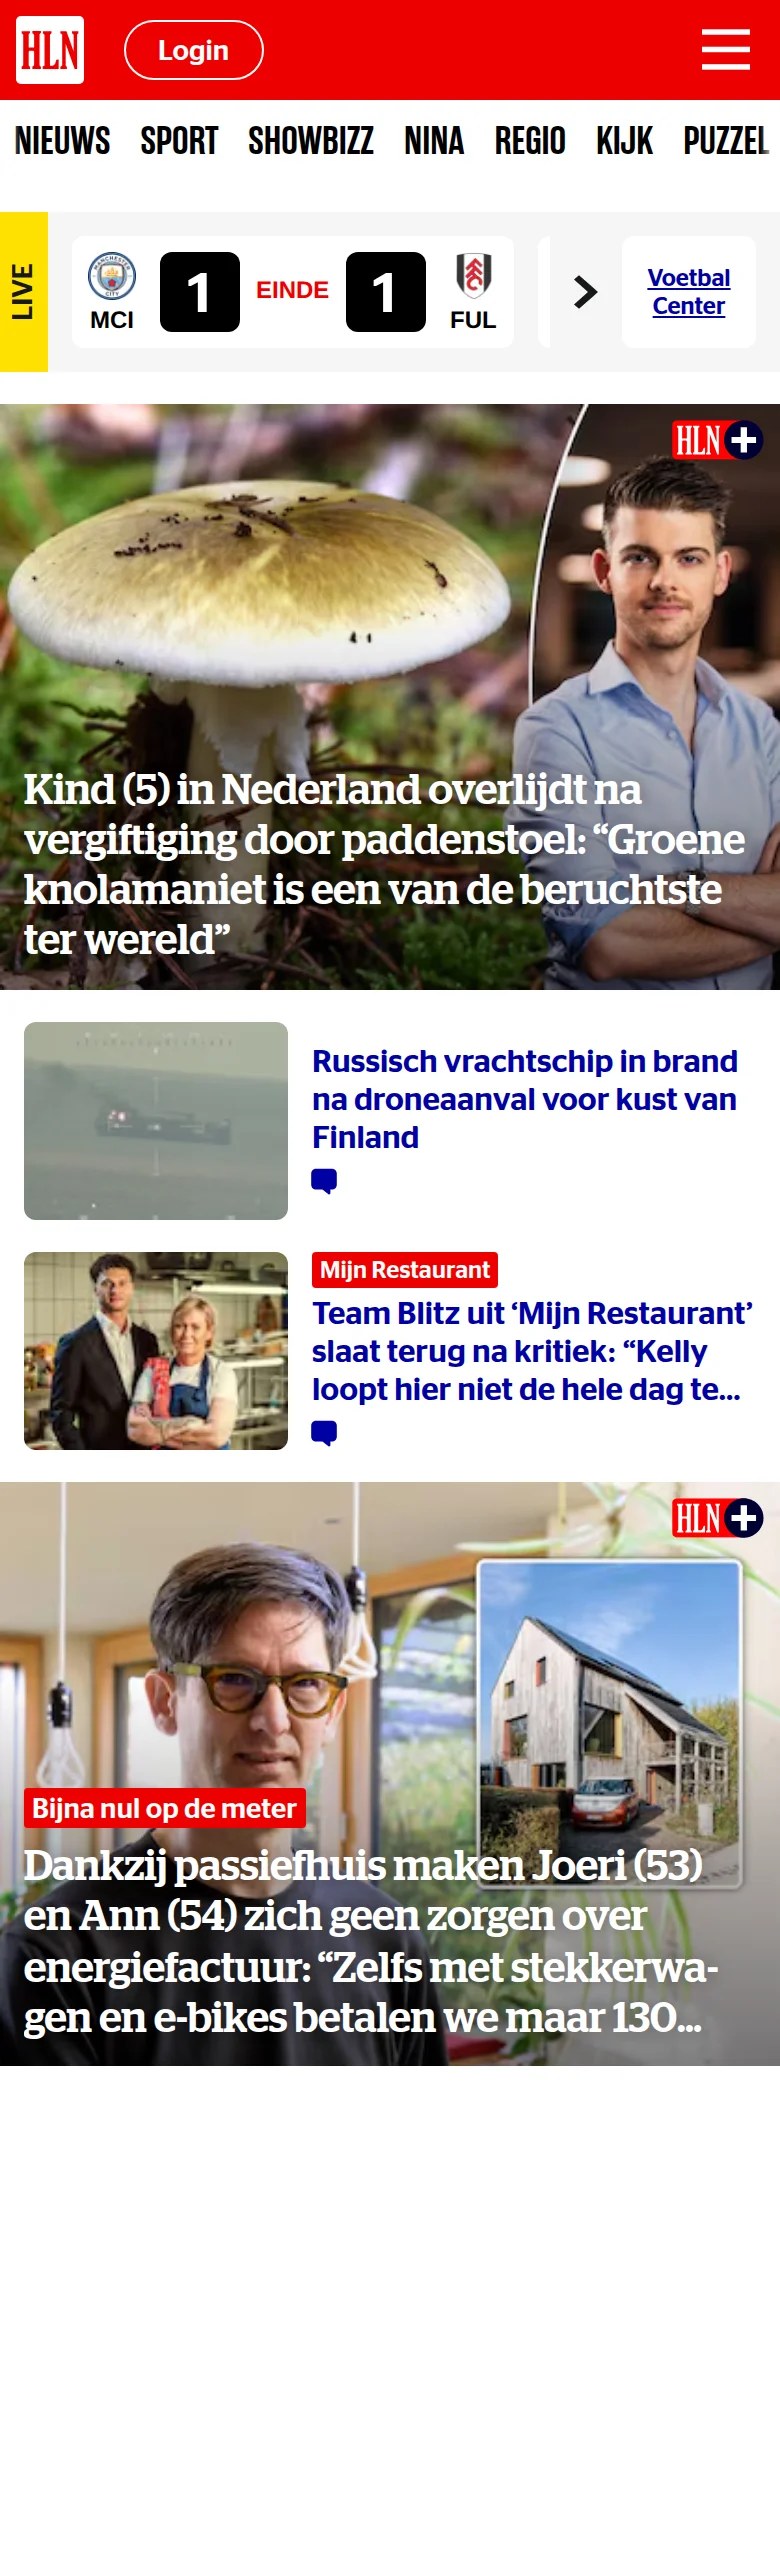 HLN
Login
NIEUWS SPORT SHOWBIZZ NINA REGIO KIJK PUZZEL
LIVE
MCI 1 EINDE 1 FUL
Voetbal
Center
HLN+
Kind (5) in Nederland overlijdt na
vergiftiging door paddenstoel: “Groene
knolamaniet is een van de beruchtste
ter wereld”
Russisch vrachtschip in brand
na droneaanval voor kust van
Finland
Mijn Restaurant
Team Blitz uit ‘Mijn Restaurant’
slaat terug na kritiek: “Kelly
loopt hier niet de hele dag te...
HLN+
Bijna nul op de meter
Dankzij passiefhuis maken Joeri (53)
en Ann (54) zich geen zorgen over
energiefactuur: “Zelfs met stekkerwa-
gen en e-bikes betalen we maar 130...